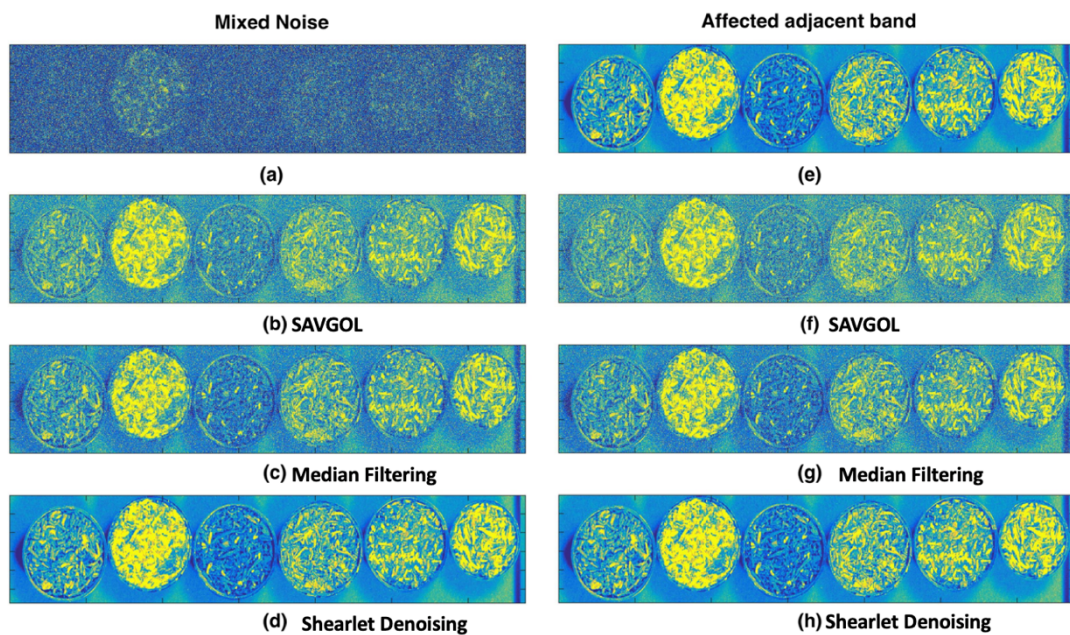 Mixed Noise
Affected adjacent band
(a)
(e)
(b) SAVGOL
(f) SAVGOL
(c) Median Filtering
(g) Median Filtering
(d) Shearlet Denoising
(h) Shearlet Denoising